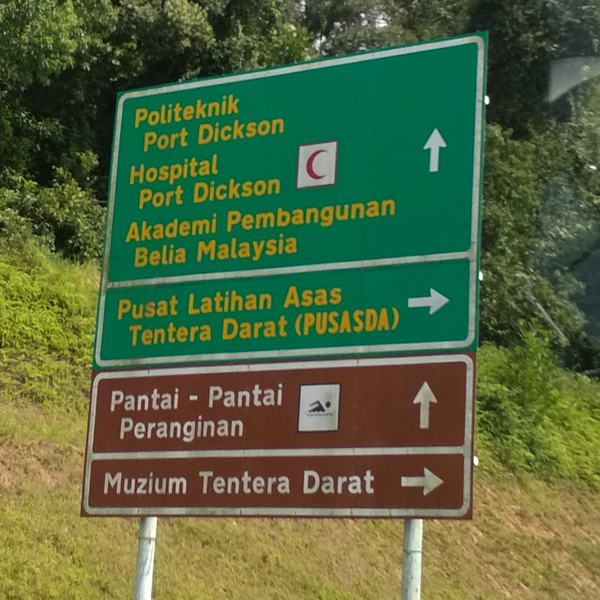 Politeknik
Port Dickson
Hospital
Port Dickson
Akademi Pembangunan
Belia Malaysia
Pusat Latihan Asas
Tentera Darat (PUSASDA)
Pantai - Pantai
Peranginan
Muzium Tentera Darat